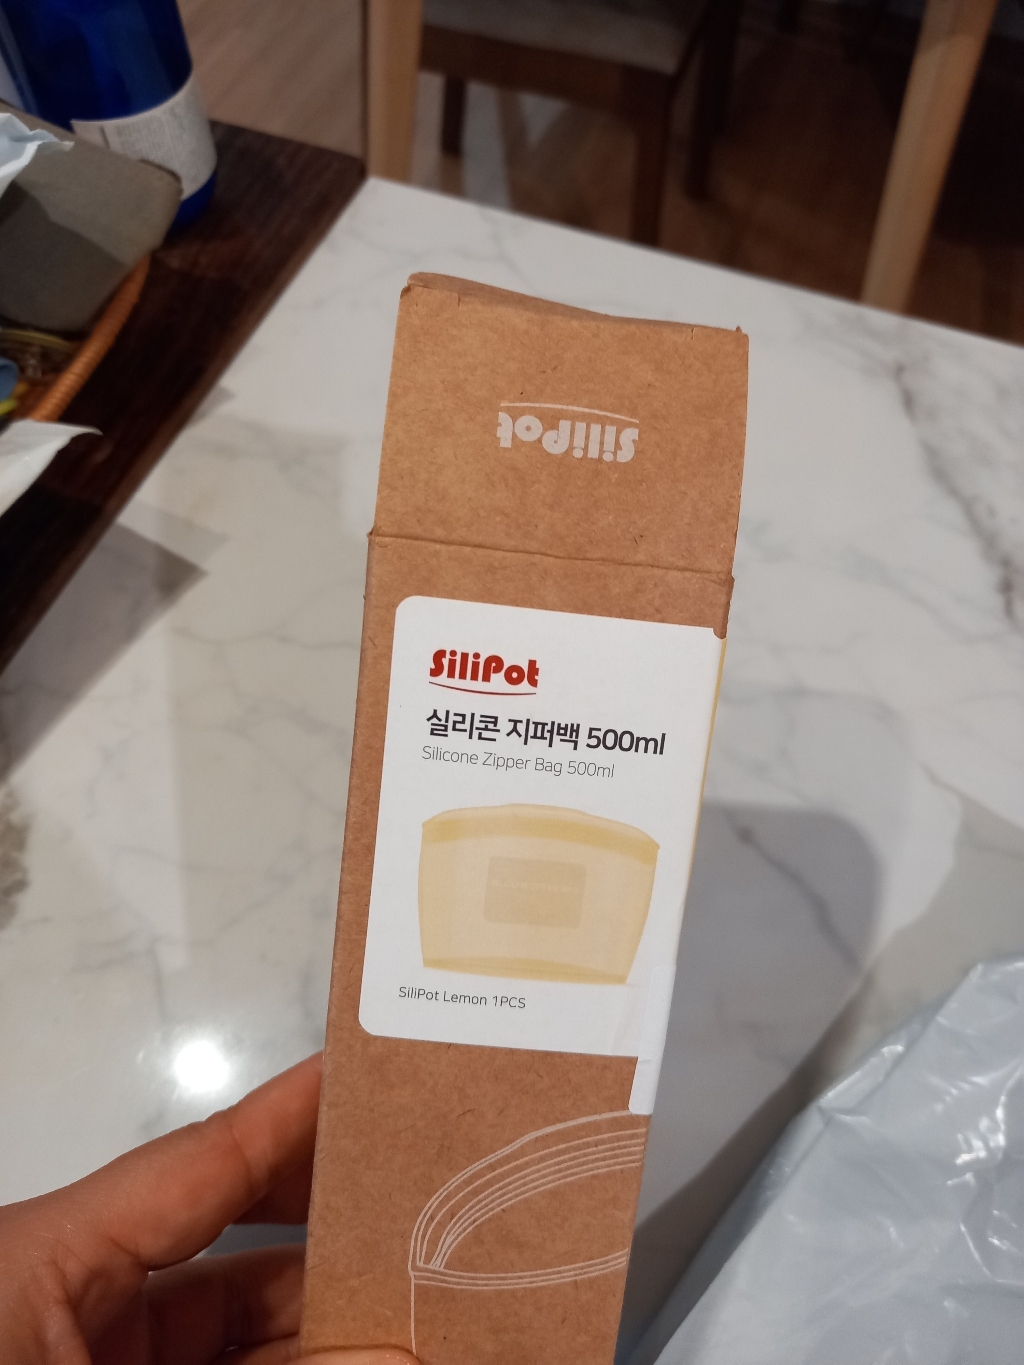 SiliPot
SiliPot
실리콘 지퍼백 500ml
Silicone Zipper Bag 500ml
SiliPot Lemon 1PCS